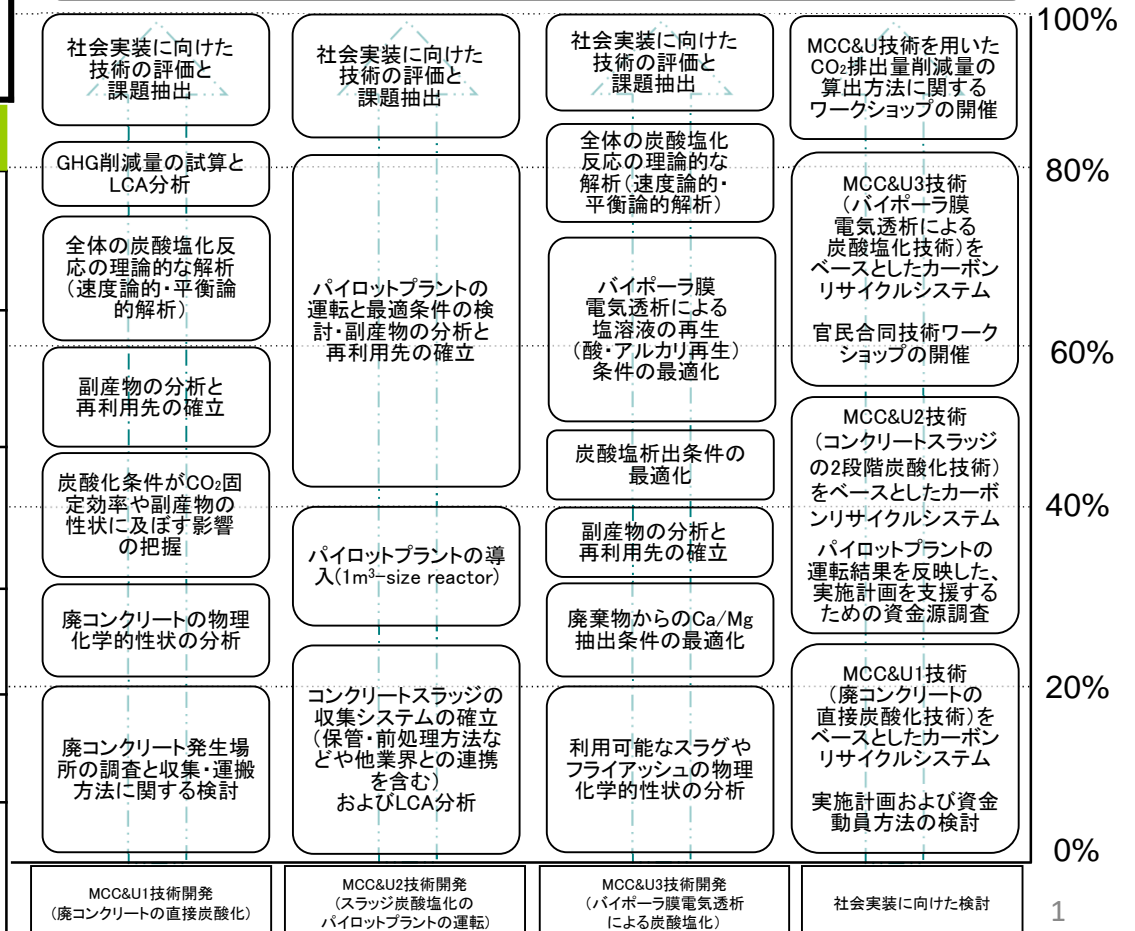 100%
社会実装に向けた
技術の評価と
課題抽出
GHG削減量の試算と
LCA分析
全体の炭酸塩化反
応の理論的な解析
（速度論的・平衡論
的解析）
副産物の分析と
再利用先の確立
炭酸化条件がCO₂固
定効率や副産物の
性状に及ぼす影響
の把握
廃コンクリートの物理
化学的性状の分析
廃コンクリート発生場
所の調査と収集・運搬
方法に関する検討
MCC&U1技術開発
（廃コンクリートの直接炭酸化）
社会実装に向けた
技術の評価と
課題抽出
パイロットプラントの
運転と最適条件の検
討・副産物の分析と
再利用先の確立
パイロットプラントの導
入(1m³-size reactor)
コンクリートスラッジの
収集システムの確立
（保管・前処理方法な
どや他業界との連携
を含む）
およびLCA分析
MCC&U2技術開発
（スラッジ炭酸塩化の
パイロットプラントの運転）
社会実装に向けた
技術の評価と
課題抽出
全体の炭酸塩化
反応の理論的な
解析（速度論的・
平衡論的解析）
バイポーラ膜
電気透析による
塩溶液の再生
（酸・アルカリ再生）
条件の最適化
炭酸塩析出条件の
最適化
副産物の分析と
再利用先の確立
廃棄物からのCa/Mg
抽出条件の最適化
利用可能なスラグや
フライアッシュの物理
化学的性状の分析
MCC&U3技術開発
（バイポーラ膜電気透析
による炭酸塩化）
MCC&U技術を用いた
CO₂排出量削減量の
算出方法に関する
ワークショップの開催
MCC&U3技術
（バイポーラ膜
電気透析による
炭酸塩化技術）を
ベースとしたカーボン
リサイクルシステム
官民合同技術ワーク
ショップの開催
MCC&U2技術
（コンクリートスラッジ
の2段階炭酸化技術）
をベースとしたカーボ
ンリサイクルシステム
パイロットプラントの
運転結果を反映した、
実施計画を支援する
ための資金源調査
MCC&U1技術
（廃コンクリートの
直接炭酸化技術）を
ベースとしたカーボン
リサイクルシステム
実施計画および資金
動員方法の検討
社会実装に向けた検討
80%
60%
40%
20%
0%
1